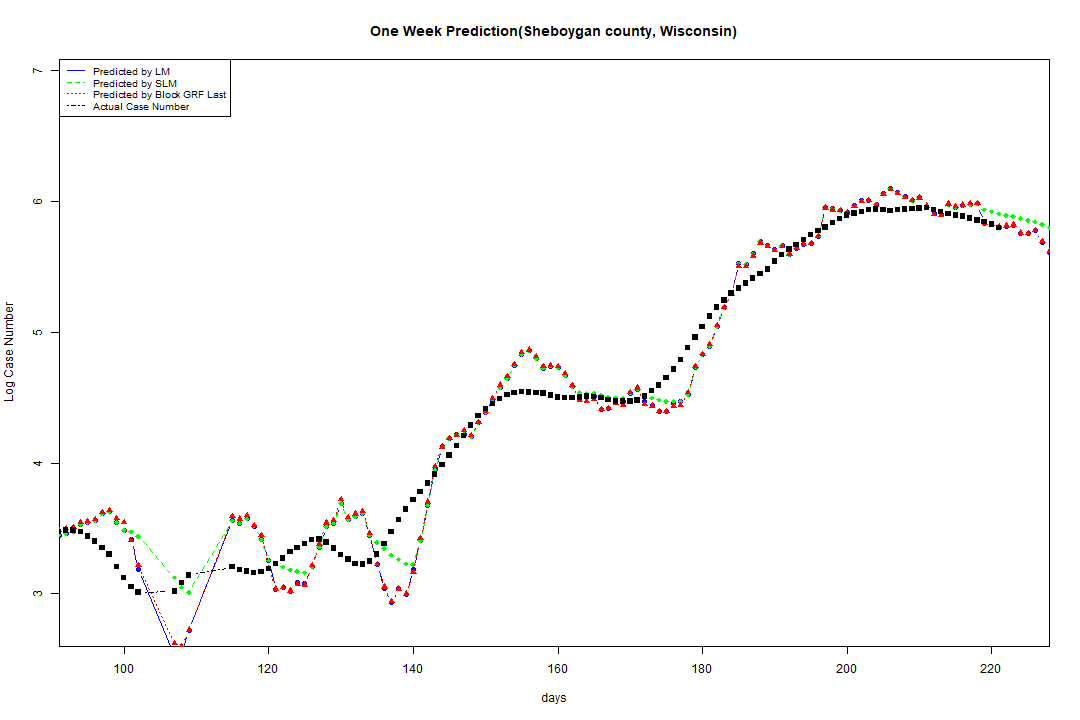 One Week Prediction(Sheboygan county, Wisconsin)
Predicted by LM
Predicted by SLM
Predicted by Block GRF Last
Actual Case Number
Log Case Number
7
6
5
4
3
100 120 140 160 180 200 220
days